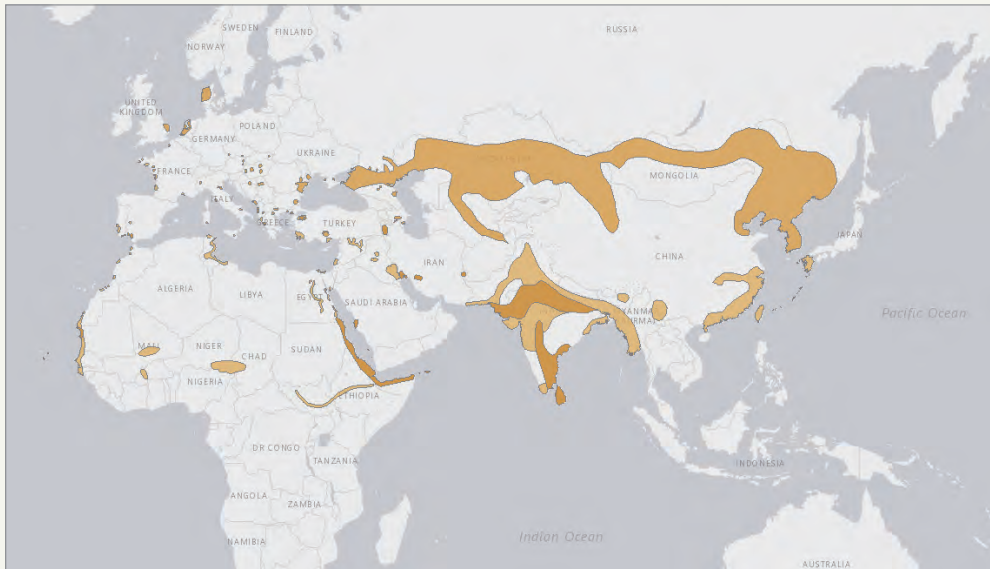 SWEDEN
FINLAND
RUSSIA
NORWAY
UNITED
KINGDOM
POLAND
GERMANY
UKRAINE
FRANCE
MONGOLIA
ITALY
GREECE
TURKEY
JAPAN
IRAN
CHINA
ALGERIA
LIBYA
EGYPT
SAUDI ARABIA
MYANMAR
Pacific Ocean
MALI
NIGER
CHAD
SUDAN
NIGERIA
ETHIOPIA
DR CONGO
TANZANIA
INDONESIA
ANGOLA
ZAMBIA
NAMIBIA
Indian Ocean
AUSTRALIA